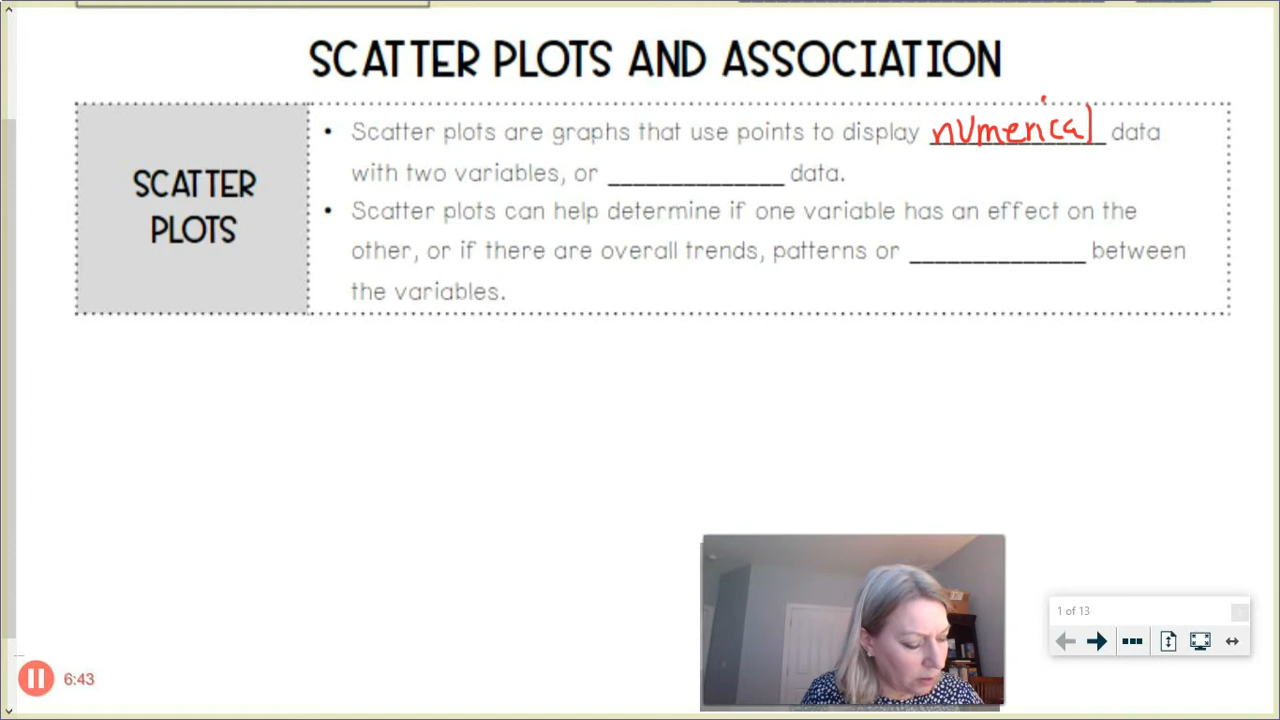 SCATTER PLOTS AND ASSOCIATION
SCATTER
PLOTS
• Scatter plots are graphs that use points to display numerical data
with two variables, or ______________ data.
• Scatter plots can help determine if one variable has an effect on the
other, or if there are overall trends, patterns or ______________ between
the variables.
1 of 13
6:43